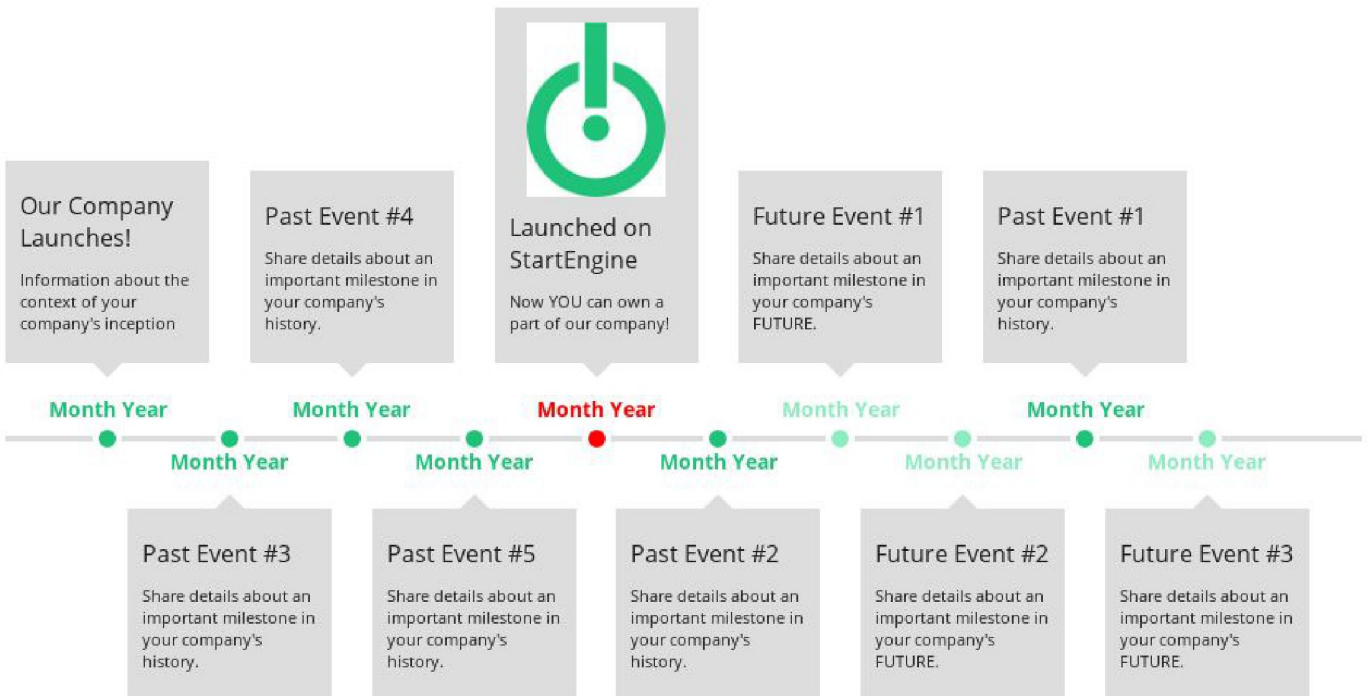 Our Company
Launches!
Information about the
context of your
company's inception
Past Event #4
Share details about an
important milestone in
your company's
history.
Launched on
StartEngine
Now YOU can own a
part of our company!
Future Event #1
Share details about an
important milestone in
your company's
FUTURE.
Past Event #1
Share details about an
important milestone in
your company's
history.
Month Year
Month Year
Month Year
Month Year
Month Year
Month Year
Month Year
Month Year
Month Year
Month Year
Past Event #3
Share details about an
important milestone in
your company's
history.
Past Event #5
Share details about an
important milestone in
your company's
history.
Past Event #2
Share details about an
important milestone in
your company's
history.
Future Event #2
Share details about an
important milestone in
your company's
FUTURE.
Future Event #3
Share details about an
important milestone in
your company's
FUTURE.